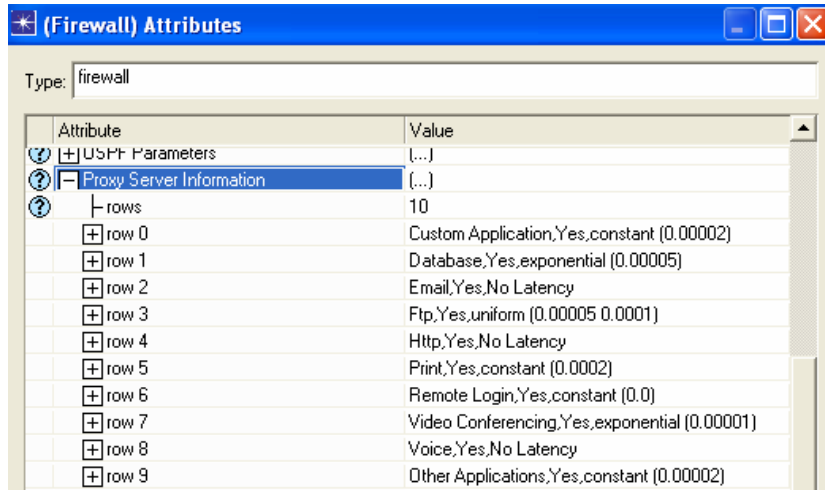 (Firewall) Attributes
Type: firewall
Attribute Value
OSPF Parameters (...)
Proxy Server Information (...)
rows 10
row 0 Custom Application,Yes,constant (0.00002)
row 1 Database,Yes,exponential (0.00005)
row 2 Email,Yes,No Latency
row 3 Ftp,Yes,uniform (0.00005 0.0001)
row 4 Http,Yes,No Latency
row 5 Print,Yes,constant (0.0002)
row 6 Remote Login,Yes,constant (0.0)
row 7 Video Conferencing,Yes,exponential (0.00001)
row 8 Voice,Yes,No Latency
row 9 Other Applications,Yes,constant (0.00002)